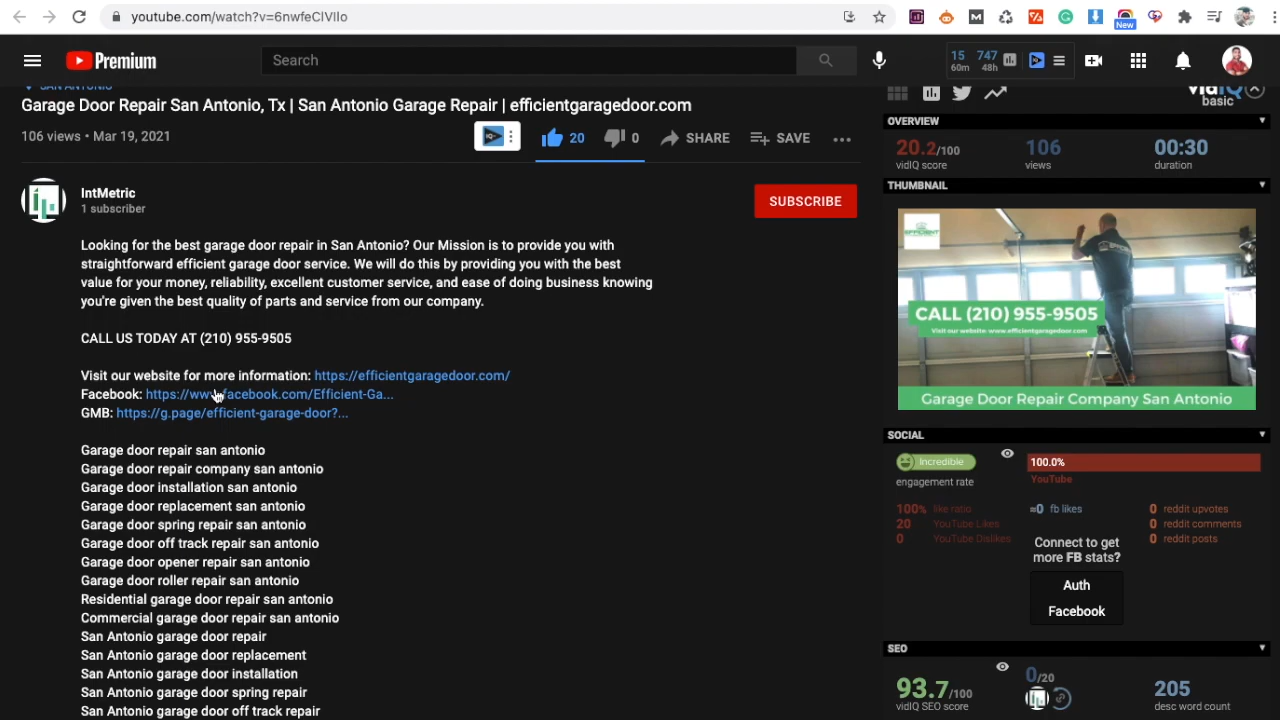 youtube.com/watch?v=6nwfeClVIlo
New
Premium
Search
15 60m 747 48h
SAN ANTONIO
Garage Door Repair San Antonio, Tx | San Antonio Garage Repair | efficientgaragedoor.com
106 views • Mar 19, 2021
20 0 SHARE SAVE
IntMetric
1 subscriber
SUBSCRIBE
Looking for the best garage door repair in San Antonio? Our Mission is to provide you with
straightforward efficient garage door service. We will do this by providing you with the best
value for your money, reliability, excellent customer service, and ease of doing business knowing
you're given the best quality of parts and service from our company.
CALL US TODAY AT (210) 955-9505
Visit our website for more information: https://efficientgaragedoor.com/
Facebook: https://www.facebook.com/Efficient-Ga...
GMB: https://g.page/efficient-garage-door?...
Garage door repair san antonio
Garage door repair company san antonio
Garage door installation san antonio
Garage door replacement san antonio
Garage door spring repair san antonio
Garage door off track repair san antonio
Garage door opener repair san antonio
Garage door roller repair san antonio
Residential garage door repair san antonio
Commercial garage door repair san antonio
San Antonio garage door repair
San Antonio garage door replacement
San Antonio garage door installation
San Antonio garage door spring repair
San Antonio garage door off track repair
vidIQ
basic
OVERVIEW
20.2/100 106 00:30
vidIQ score views duration
THUMBNAIL
EFFICIENT
CALL (210) 955-9505
Visit our website: www.efficientgaragedoor.com
Garage Door Repair Company San Antonio
SOCIAL
Incredible
engagement rate
100.0%
YouTube
100% like ratio
20 YouTube Likes
0 YouTube Dislikes
≈0 fb likes
0 reddit upvotes
0 reddit comments
0 reddit posts
Connect to get
more FB stats?
Auth
Facebook
SEO
93.7/100
vidIQ SEO score
0/20
205
desc word count